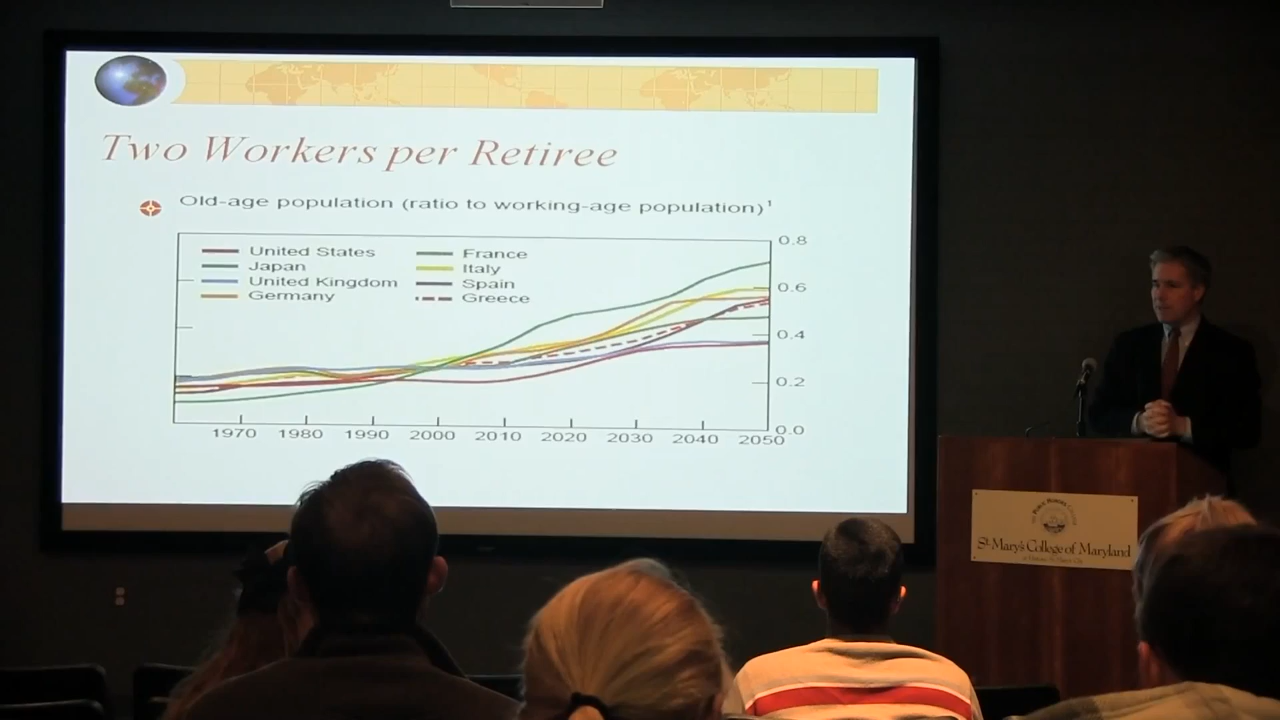 Two Workers per Retiree
Old-age population (ratio to working-age population)¹
United States
Japan
United Kingdom
Germany
France
Italy
Spain
Greece
0.8
0.6
0.4
0.2
0.0
1970 1980 1990 2000 2010 2020 2030 2040 2050
St. Mary's College of Maryland